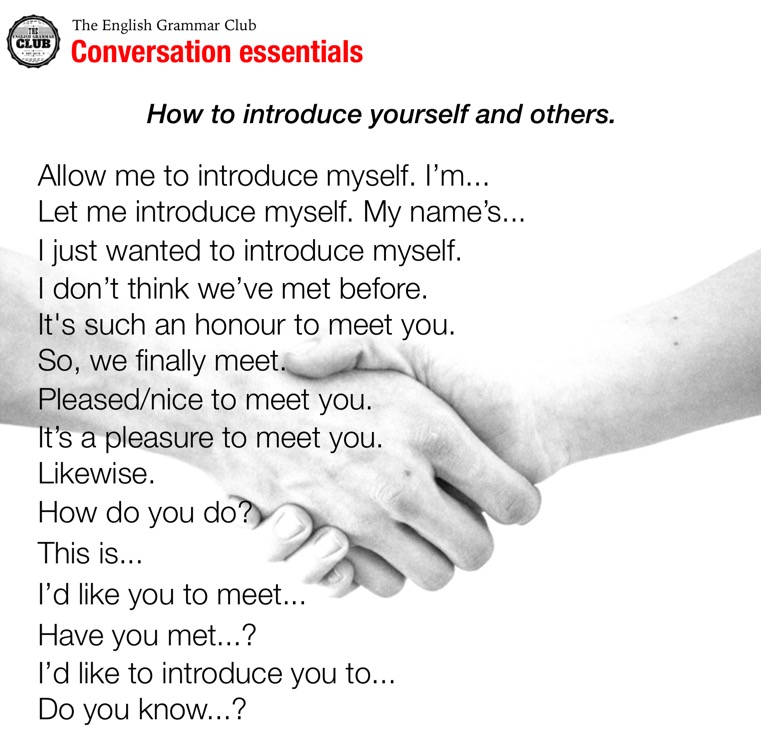 THE
ENGLISH GRAMMAR
CLUB
The English Grammar Club
Conversation essentials
How to introduce yourself and others.
Allow me to introduce myself. I’m...
Let me introduce myself. My name’s...
I just wanted to introduce myself.
I don’t think we’ve met before.
It's such an honour to meet you.
So, we finally meet.
Pleased/nice to meet you.
It’s a pleasure to meet you.
Likewise.
How do you do?
This is...
I’d like you to meet...
Have you met...?
I’d like to introduce you to...
Do you know...?